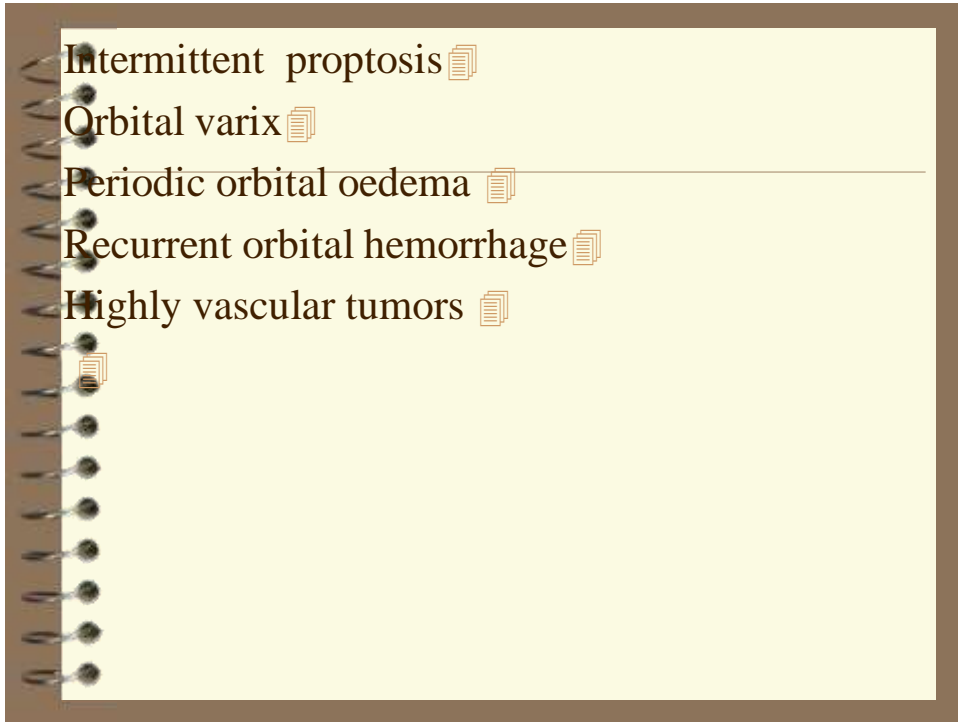 Intermittent proptosis
Orbital varix
Periodic orbital oedema
Recurrent orbital hemorrhage
Highly vascular tumors